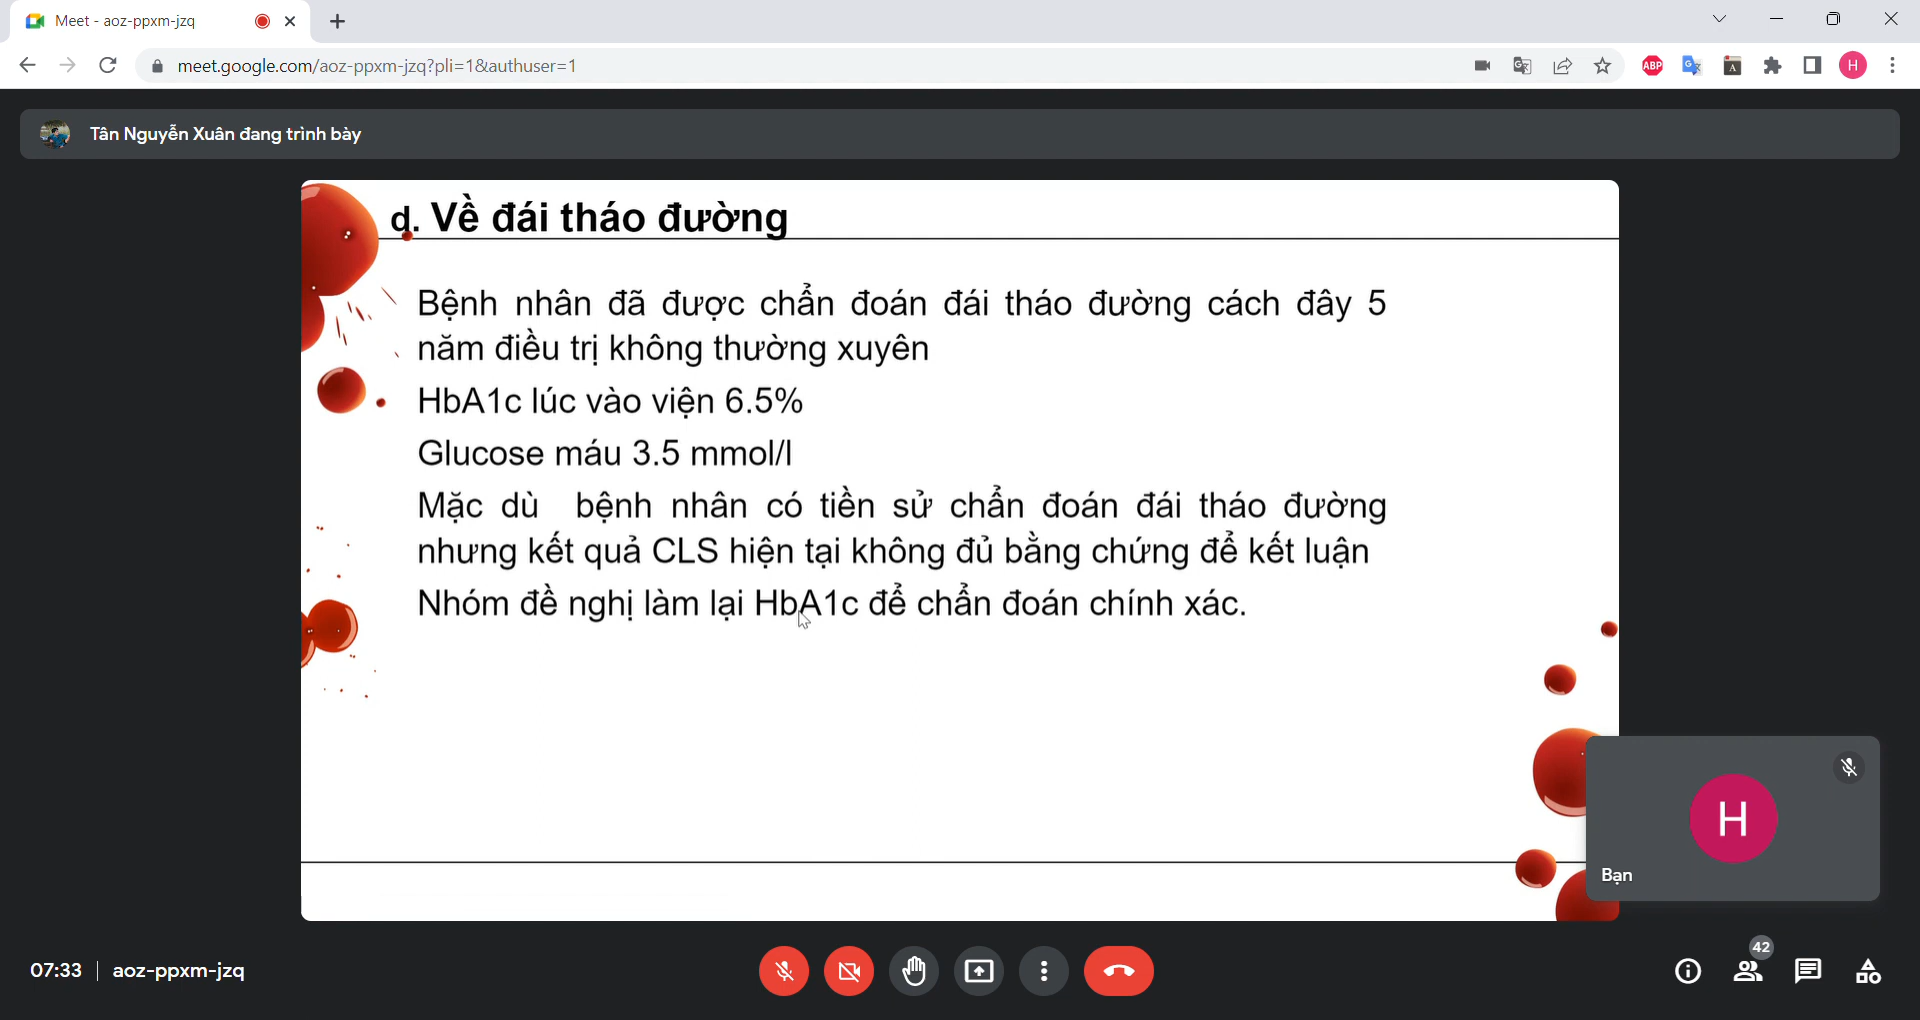 Meet - aoz-ppxm-jzq
meet.google.com/aoz-ppxm-jzq?pli=1&authuser=1
ABP
G
A
H
Tân Nguyễn Xuân đang trình bày
d. Về đái tháo đường
Bệnh nhân đã được chẩn đoán đái tháo đường cách đây 5
năm điều trị không thường xuyên
HbA1c lúc vào viện 6.5%
Glucose máu 3.5 mmol/l
Mặc dù bệnh nhân có tiền sử chẩn đoán đái tháo đường
nhưng kết quả CLS hiện tại không đủ bằng chứng để kết luận
Nhóm đề nghị làm lại HbA1c để chẩn đoán chính xác.
H
Bạn
07:33 | aoz-ppxm-jzq
42